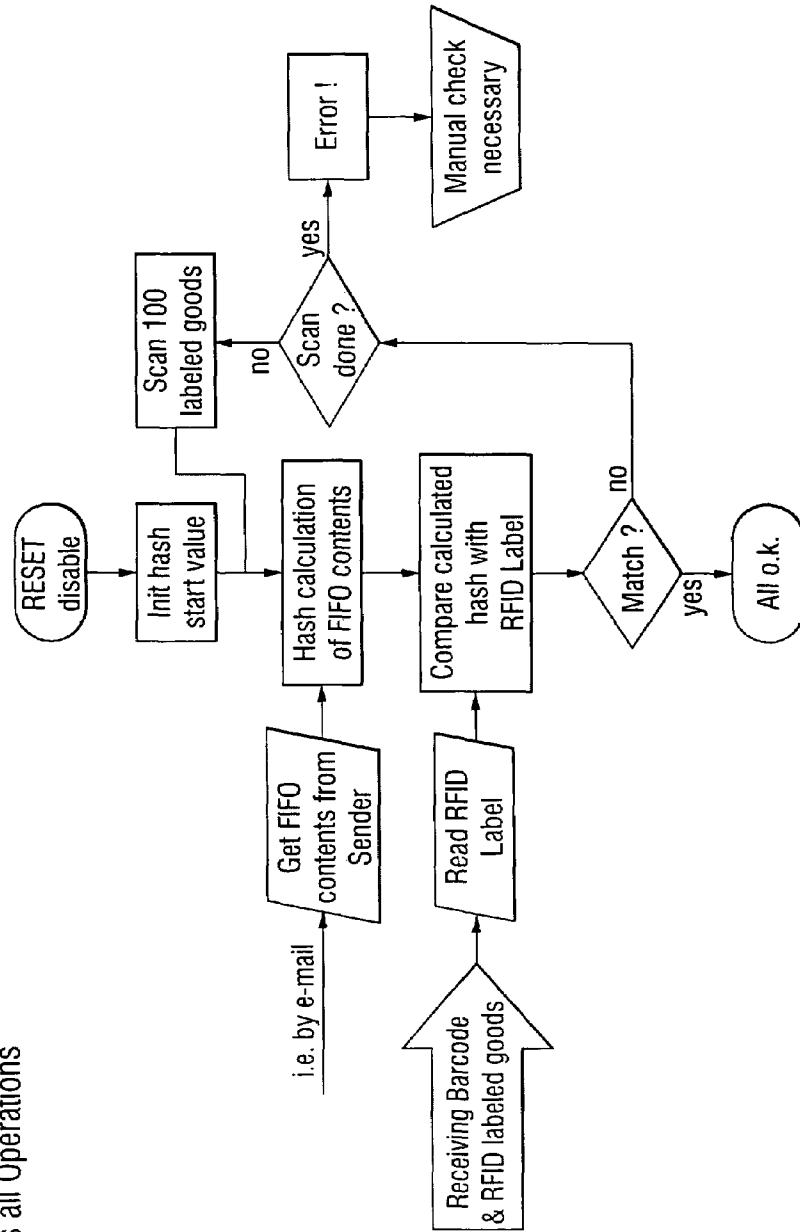 s all Operations
RESET
disable
Init hash
start value
Scan 100
labeled goods
i.e. by e-mail
Get FIFO
contents from
Sender
Hash calculation
of FIFO contents
no
Scan
done ?
yes
Error !
Manual check
necessary
Receiving Barcode
& RFID labeled goods
Read RFID
Label
Compare calculated
hash with
RFID Label
Match ?
no
yes
All o.k.